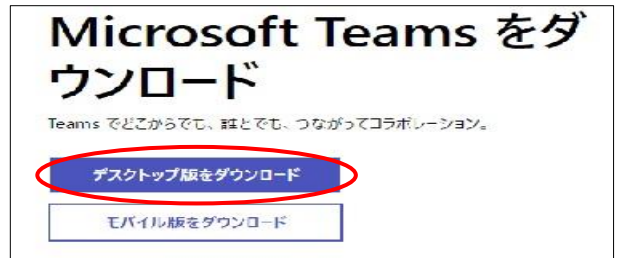 Microsoft Teams をダ
ウンロード
Teams でどこからでも、誰とでも、つながってコラボレーション。
デスクトップ版をダウンロード
モバイル版をダウンロード